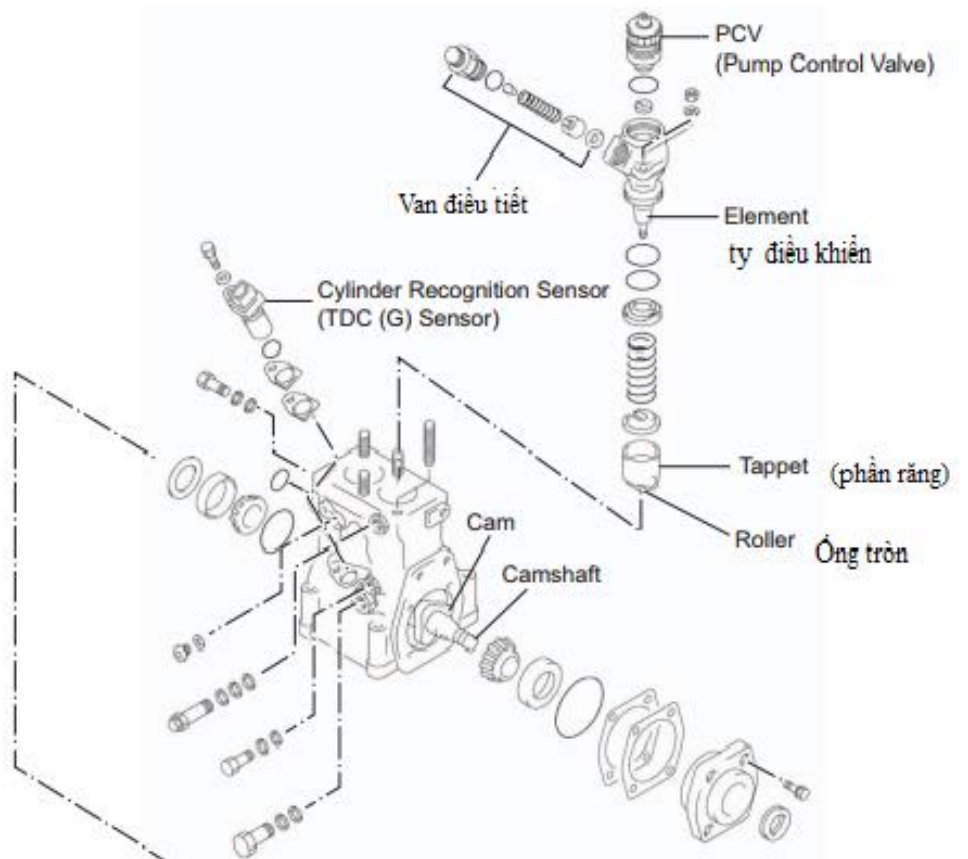 PCV
(Pump Control Valve)
Van điều tiết
Element
ty điều khiển
Cylinder Recognition Sensor
(TDC (G) Sensor)
Tappet (phần răng)
Roller Ống tròn
Cam
Camshaft